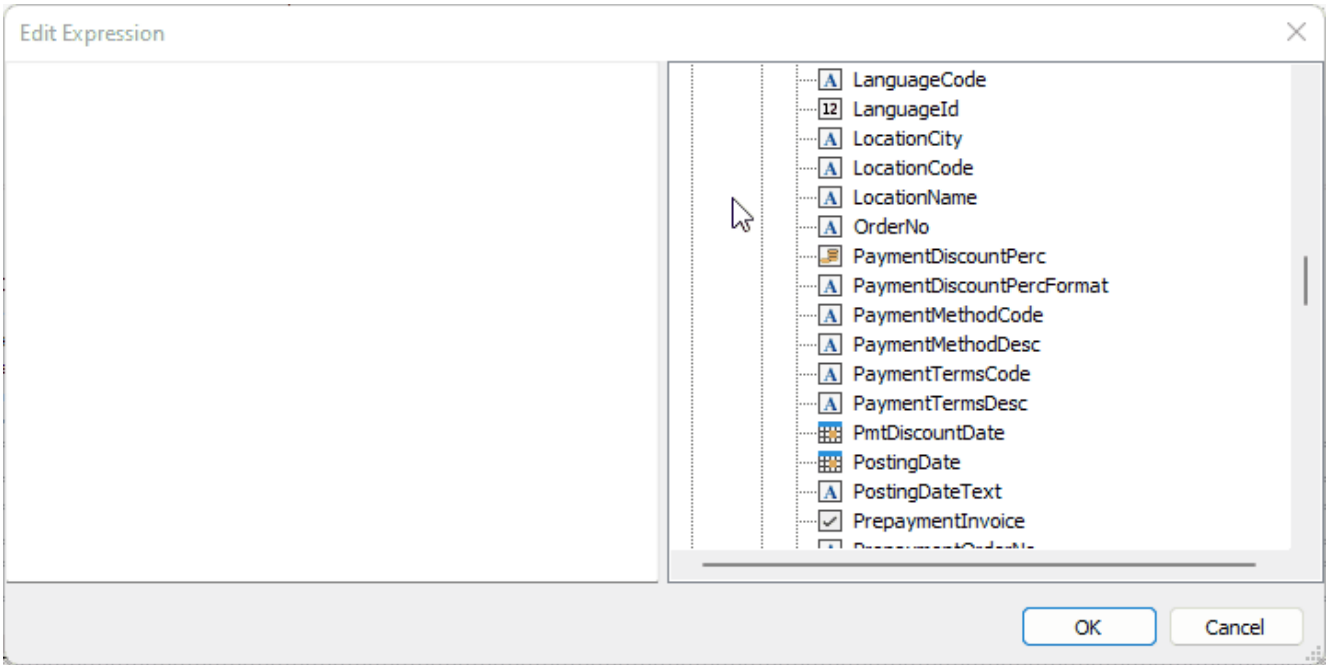 Edit Expression
A LanguageCode
12 LanguageId
A LocationCity
A LocationCode
A LocationName
A OrderNo
PaymentDiscountPerc
A PaymentDiscountPercFormat
A PaymentMethodCode
A PaymentMethodDesc
A PaymentTermsCode
A PaymentTermsDesc
PmtDiscountDate
PostingDate
A PostingDateText
PrepaymentInvoice
OK Cancel